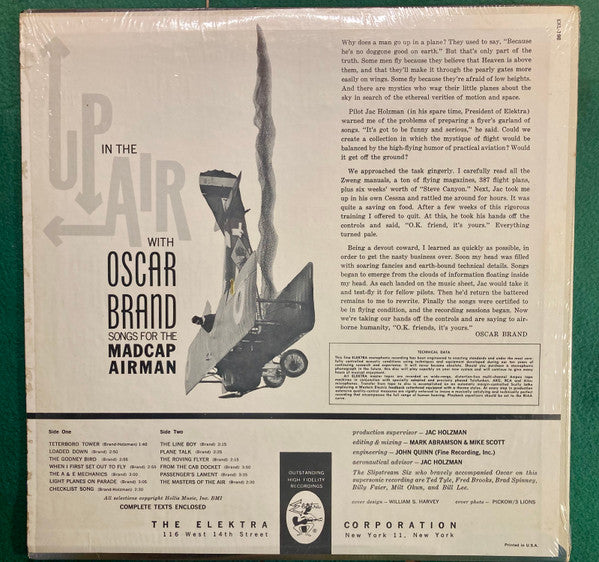 EKL-198
UP
IN THE
AIR
WITH
OSCAR
BRAND
SONGS FOR THE
MADCAP
AIRMAN
Why does a man go up in a plane? They used to say, "Because
he's no doggone good on earth." But that's only part of the
truth. Some men fly because they believe that Heaven is above
them, and that they'll make it through the pearly gates more
easily on wings. Some fly because they're afraid of low heights.
And there are mystics who wag their little planes about the
sky in search of the ethereal verities of motion and space.
Pilot Jac Holzman (in his spare time, President of Elektra)
warned me of the problems of preparing a flyer's garland of
songs. "It's got to be funny and serious," he said. Could we
create a collection in which the mystique of flight would be
balanced by the high-flying humor of practical aviation? Would
it get off the ground?
We approached the task gingerly. I carefully read all the
Zweng manuals, a ton of flying magazines, 387 flight plans,
plus six weeks' worth of "Steve Canyon." Next, Jac took me
up in his own Cessna and rattled me around for hours. It was
quite a saving on food. After a few weeks of this rigorous
training I offered to quit. At this, he took his hands off the
controls and said, "O.K. friend, it's yours." Everything
turned pale.
Being a devout coward, I learned as quickly as possible, in
order to get the nasty business over. Soon my head was filled
with soaring fancies and earth-bound technical details. Songs
began to emerge from the clouds of information floating inside
my head. As each landed on the music sheet, Jac would take it
and test-fly it for fellow pilots. Then he'd return the battered
remains to me to rewrite. Finally the songs were certified to
be in flying condition, and the recording sessions began. Now
we're taking our hands off the controls and are saying to air-
borne humanity, "O.K. friends, it's yours."
OSCAR BRAND
TECHNICAL DATA
Side One
TETERBORO TOWER (Brand-Holzman) 1:40
LOADED DOWN (Brand) 2:50
THE GODNEY BIRD (Brand)
WHEN I FIRST SET OUT TO FLY (Brand)
THE A & E MECHANICS (Brand) 3:00
LIGHT PLANES ON PARADE (Brand) 3:00
CHECKLIST SONG (Brand-Holzman)
Side Two
THE LINE BOY (Brand)
PLANE TALK (Brand)
THE ROVING FLYER (Brand)
FROM THE CAB DOCKET (Brand)
PASSENGER'S LAMENT (Brand)
THE MASTERS OF THE AIR (Brand)
All selections copyright Hollis Music, Inc. BMI
COMPLETE TEXTS ENCLOSED
OUTSTANDING
HIGH FIDELITY
RECORDINGS
Elektra
production supervisor — JAC HOLZMAN
editing & mixing — MARK ABRAMSON & MIKE SCOTT
engineering — JOHN QUINN (Fine Recording, Inc.)
aeronautical advisor — JAC HOLZMAN
The Slipstream Six who bravely accompanied Oscar on this
supersonic recording are Ted Tyle, Fred Brooks, Brad Spinney,
Billy Faier, Milt Okun, and Bill Lee.
cover design — WILLIAM S. HARVEY cover photo — PICKOW/3 LIONS
THE ELEKTRA CORPORATION
116 West 14th Street New York 11, New York
Printed in U.S.A.